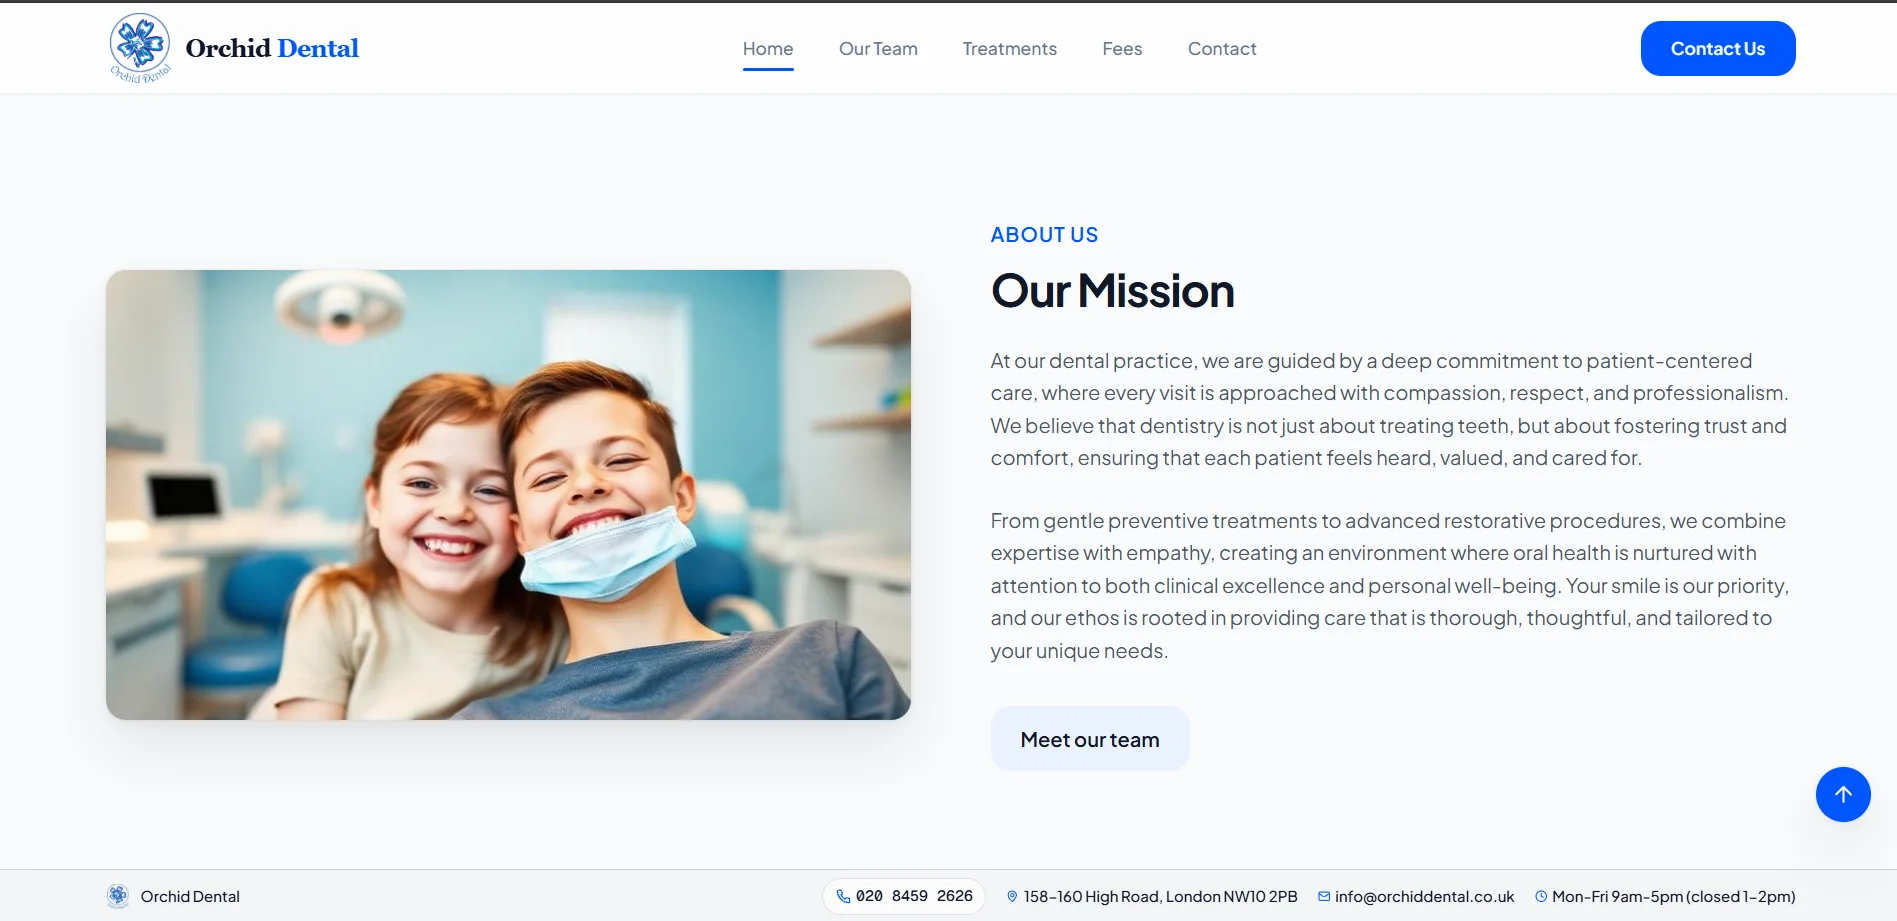 Orchid Dental
Orchid Dental
Home
Our Team
Treatments
Fees
Contact
Contact Us
ABOUT US
Our Mission
At our dental practice, we are guided by a deep commitment to patient-centered
care, where every visit is approached with compassion, respect, and professionalism.
We believe that dentistry is not just about treating teeth, but about fostering trust and
comfort, ensuring that each patient feels heard, valued, and cared for.
From gentle preventive treatments to advanced restorative procedures, we combine
expertise with empathy, creating an environment where oral health is nurtured with
attention to both clinical excellence and personal well-being. Your smile is our priority,
and our ethos is rooted in providing care that is thorough, thoughtful, and tailored to
your unique needs.
Meet our team
Orchid Dental
020 8459 2626
158-160 High Road, London NW10 2PB
info@orchiddental.co.uk
Mon-Fri 9am-5pm (closed 1-2pm)